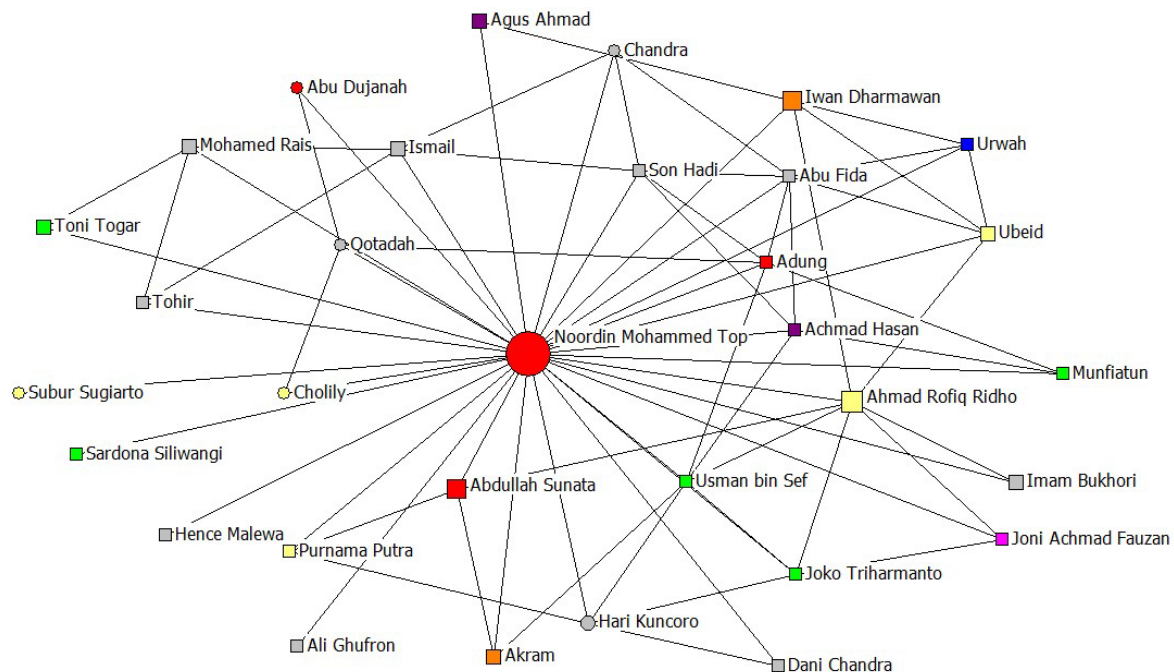 Agus Ahmad
Chandra
Abu Dujanah
Iwan Dharmawan
Mohamed Rais
Ismail
Urwah
Son Hadi
Abu Fida
Toni Togar
Ubeid
Qotadah
Adung
Tohir
Achmad Hasan
Noordin Mohammed Top
Munfiatun
Subur Sugiarto
Cholily
Ahmad Rofiq Ridho
Sardona Siliwangi
Abdullah Sunata
Usman bin Sef
Imam Bukhori
Hence Malewa
Purnama Putra
Joni Achmad Fauzan
Joko Triharmanto
Hari Kuncoro
Ali Ghufron
Akram
Dani Chandra